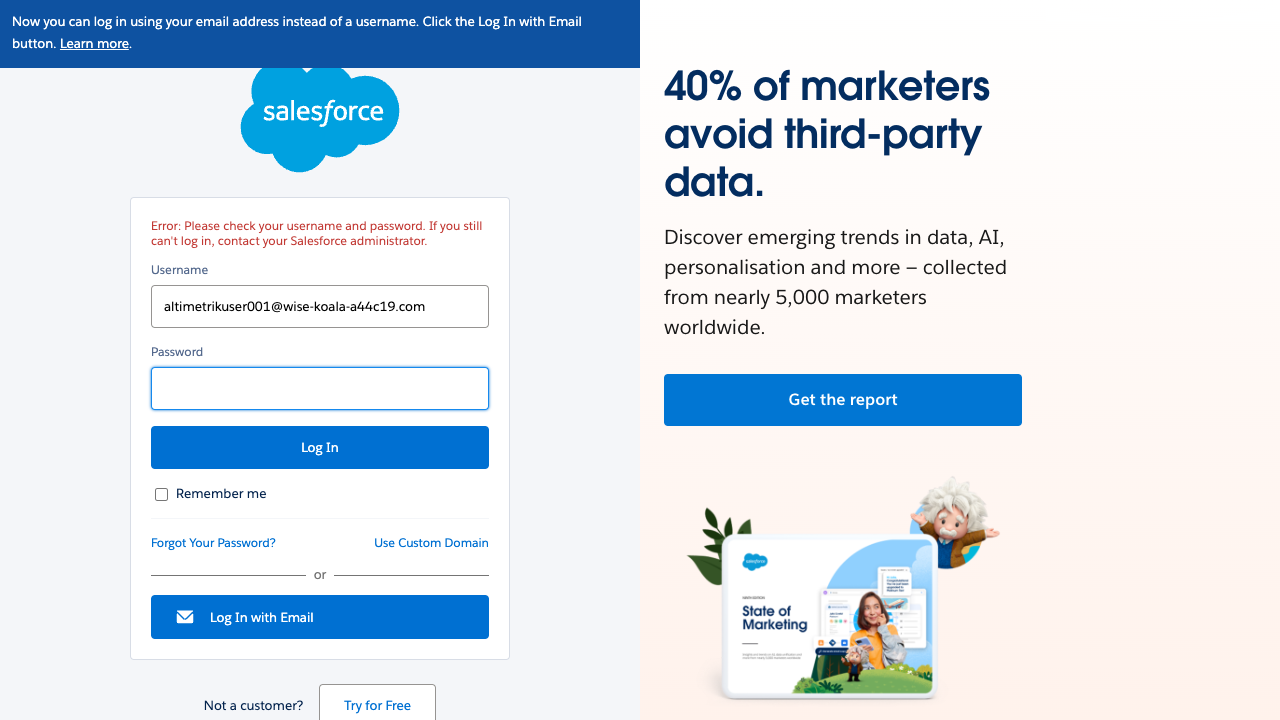 Now you can log in using your email address instead of a username. Click the Log In with Email
button. Learn more.
salesforce
Error: Please check your username and password. If you still
can't log in, contact your Salesforce administrator.
Username
altimetrikuser001@wise-koala-a44c19.com
Password
Log In
Remember me
Forgot Your Password?
Use Custom Domain
or
Log In with Email
Not a customer?
Try for Free
40% of marketers
avoid third-party
data.
Discover emerging trends in data, AI,
personalisation and more – collected
from nearly 5,000 marketers
worldwide.
Get the report
salesforce
State of
Marketing